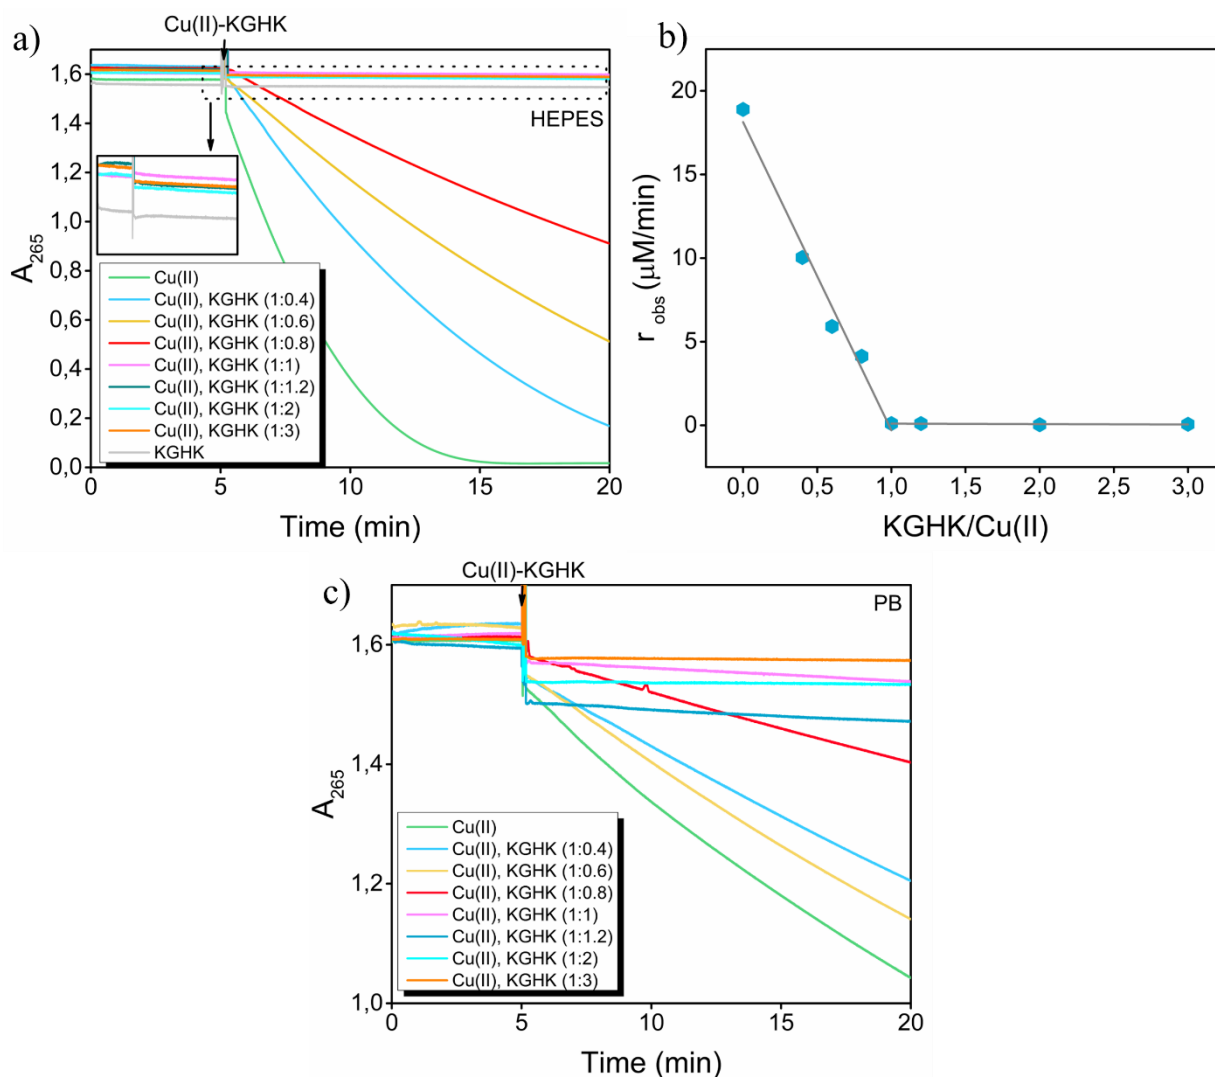 a)
Cu(II)-KGHK
1,6
1,4
1,2
1,0
0,8
0,6
0,4
0,2
0,0
A265
HEPES
Cu(II)
Cu(II), KGHK (1:0.4)
Cu(II), KGHK (1:0.6)
Cu(II), KGHK (1:0.8)
Cu(II), KGHK (1:1)
Cu(II), KGHK (1:1.2)
Cu(II), KGHK (1:2)
Cu(II), KGHK (1:3)
KGHK
0 5 10 15 20
Time (min)
b)
20
15
10
5
0
r obs (μM/min)
0,0 0,5 1,0 1,5 2,0 2,5 3,0
KGHK/Cu(II)
c)
Cu(II)-KGHK
PB
1,6
1,4
1,2
1,0
A265
Cu(II)
Cu(II), KGHK (1:0.4)
Cu(II), KGHK (1:0.6)
Cu(II), KGHK (1:0.8)
Cu(II), KGHK (1:1)
Cu(II), KGHK (1:1.2)
Cu(II), KGHK (1:2)
Cu(II), KGHK (1:3)
0 5 10 15 20
Time (min)